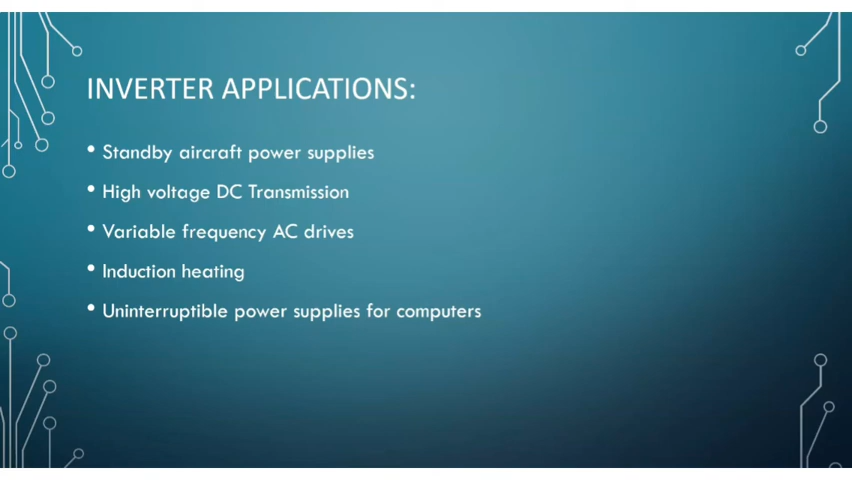 INVERTER APPLICATIONS:
• Standby aircraft power supplies
• High voltage DC Transmission
• Variable frequency AC drives
• Induction heating
• Uninterruptible power supplies for computers